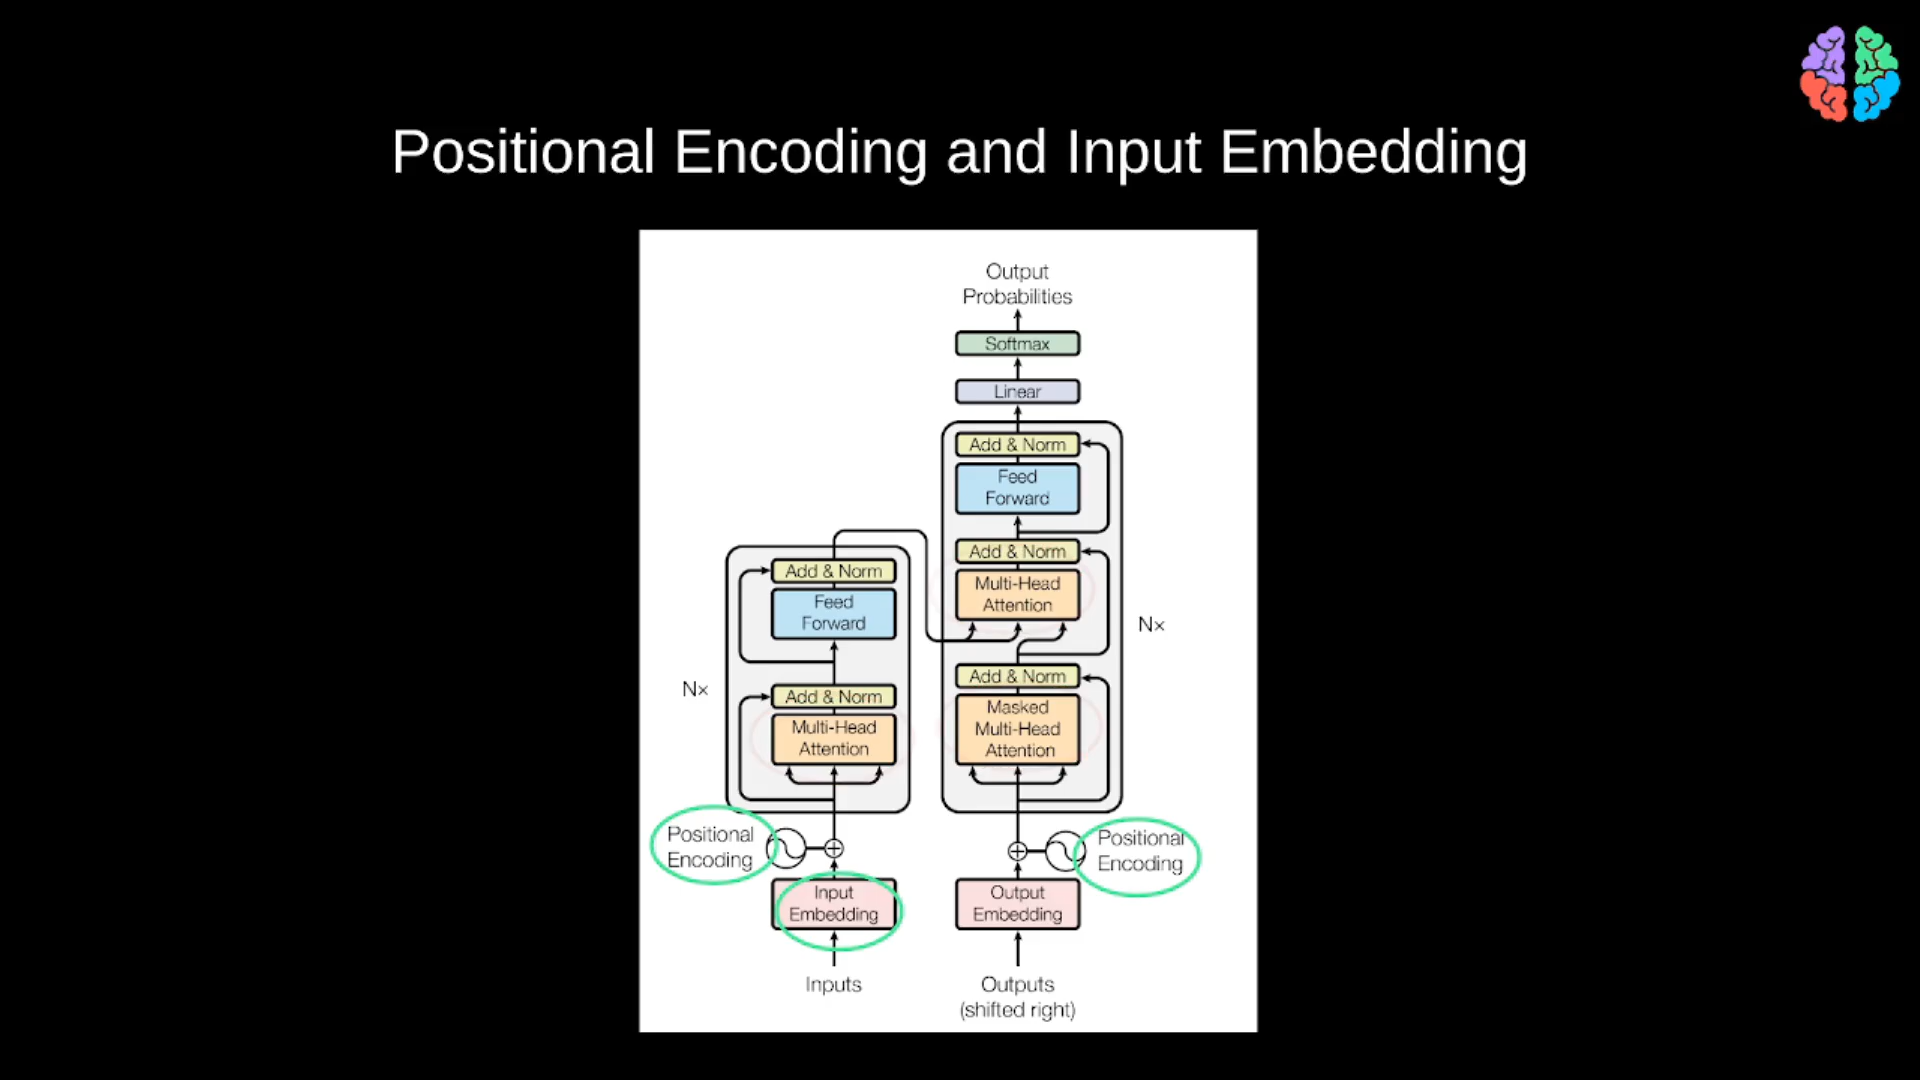 Positional Encoding and Input Embedding
Output
Probabilities
Softmax
Linear
Add & Norm
Feed
Forward
Add & Norm
Multi-Head
Attention
Nx
Add & Norm
Masked
Multi-Head
Attention
Add & Norm
Feed
Forward
Nx
Add & Norm
Multi-Head
Attention
Positional
Encoding
Positional
Encoding
Input
Embedding
Output
Embedding
Inputs
Outputs
(shifted right)